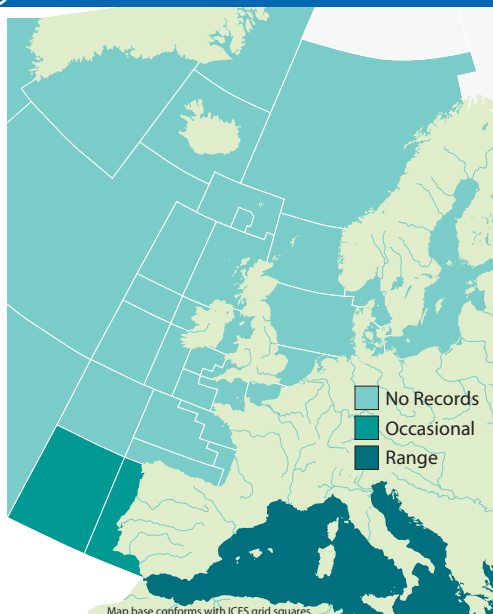 No Records
Occasional
Range
Map base conforms with ICES grid squares.